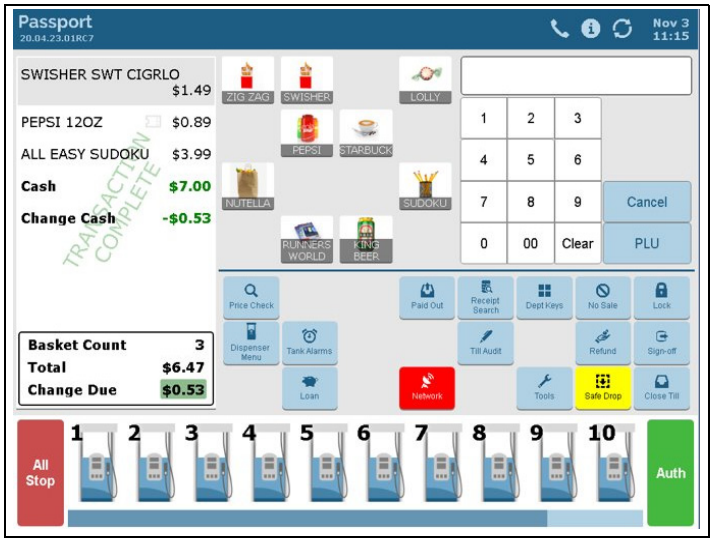 Passport
20.04.23.01RC7
Nov 3
11:15
SWISHER SWT CIGRLO
$1.49
PEPSI 12OZ $0.89
ALL EASY SUDOKU $3.99
Cash $7.00
Change Cash -$0.53
TRANSACTION
COMPLETE
Basket Count 3
Total $6.47
Change Due $0.53
ZIG ZAG SWISHER LOLLY
PEPSI STARBUCK
NUTELLA SUDOKU
RUNNERS
WORLD
KING
BEER
1 2 3
4 5 6
7 8 9 Cancel
0 00 Clear PLU
Price Check Paid Out Receipt
Search Dept Keys No Sale Lock
Dispenser
Menu Tank Alarms Till Audit Refund Sign-off
Loan Network Tools Safe Drop Close Till
All
Stop
1 2 3 4 5 6 7 8 9 10
Auth